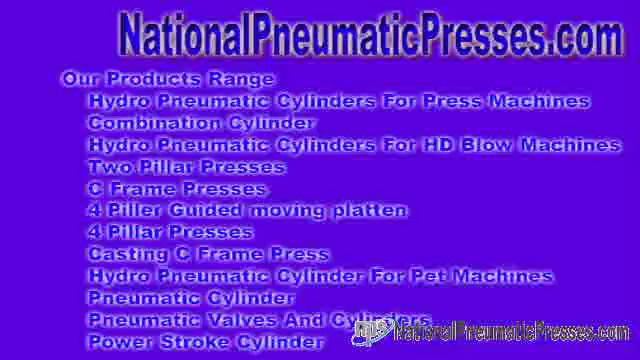 NationalPneumaticPresses.com
Our Products Range
Hydro Pneumatic Cylinders For Press Machines
Combination Cylinder
Hydro Pneumatic Cylinders For HD Blow Machines
Two Pillar Presses
C Frame Presses
4 Piller Guided moving platten
4 Pillar Presses
Casting C Frame Press
Hydro Pneumatic Cylinder For Pet Machines
Pneumatic Cylinder
Pneumatic Valves And Cylinders
NationalPneumaticPresses.com
Power Stroke Cylinder